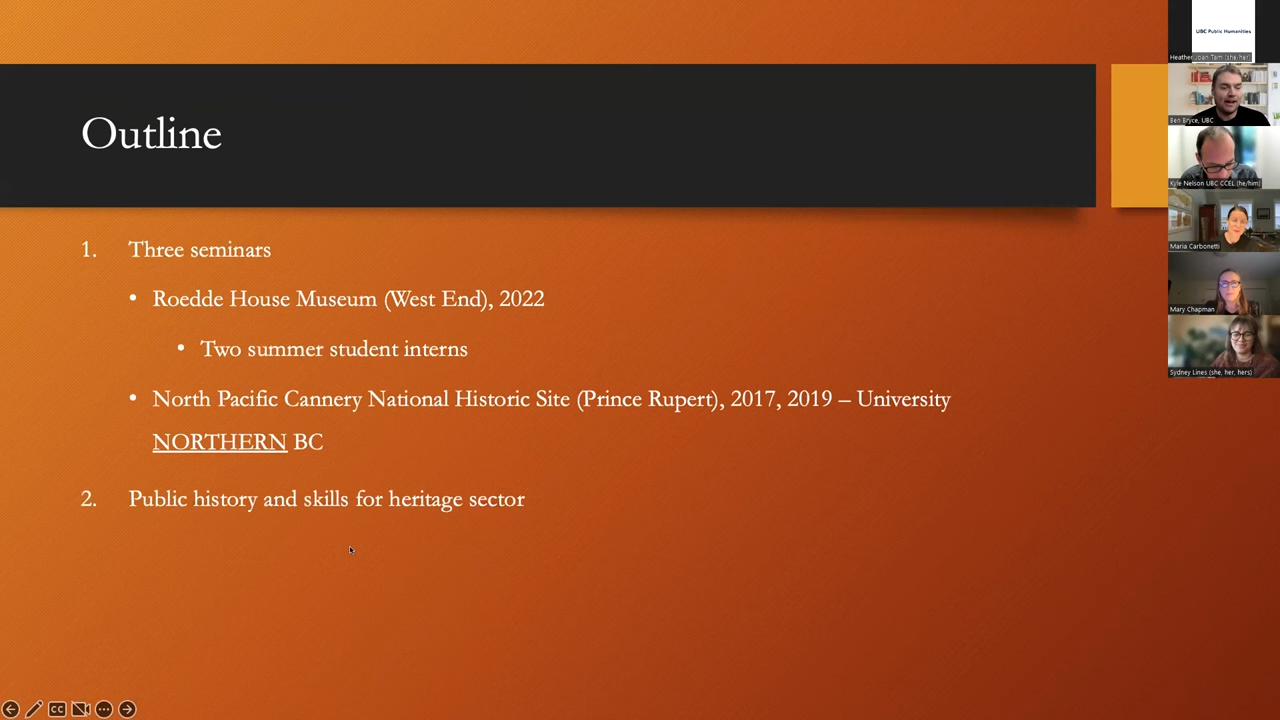 Outline
1. Three seminars
• Roedde House Museum (West End), 2022
• Two summer student interns
• North Pacific Cannery National Historic Site (Prince Rupert), 2017, 2019 – University
NORTHERN BC
2. Public history and skills for heritage sector
UBC Public Humanities
Heather Joan Tam (she/her)
Ben Bryce, UBC
Kyle Nelson UBC CCEL (he/him)
Maria Carbonetti
Mary Chapman
Sydney Lines (she, her, hers)
CC